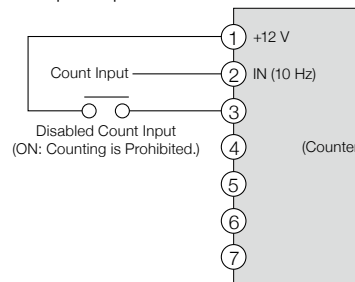 1 +12 V
Count Input 2 IN (10 Hz)
3
Disabled Count Input
(ON: Counting is Prohibited.)
4
(Counter
5
6
7